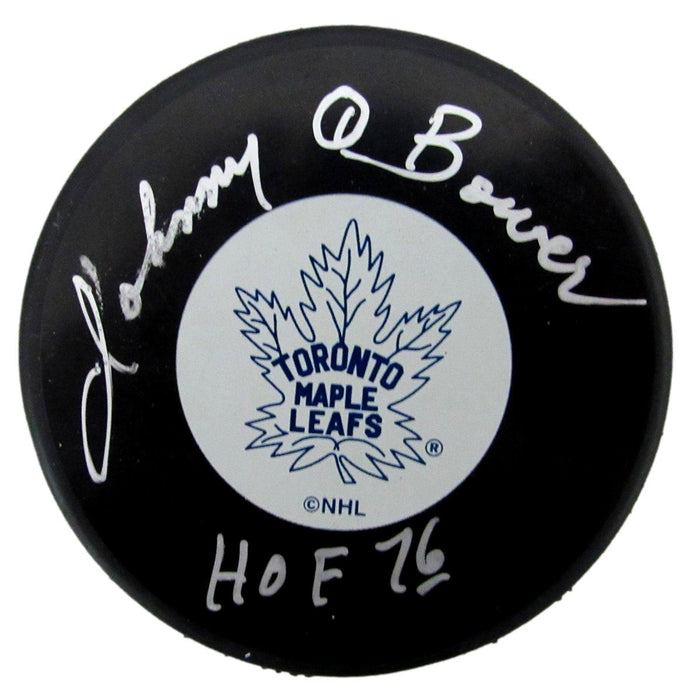 Johnny Q Bower
TORONTO
MAPLE
LEAFS
®
©NHL
HOF 76